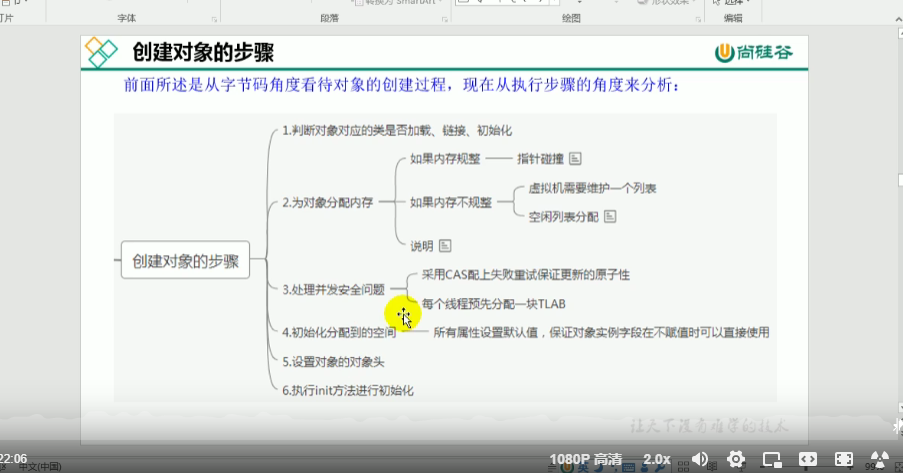 字体
段落
绘图
编辑
创建对象的步骤
尚硅谷
前面所述是从字节码角度看待对象的创建过程，现在从执行步骤的角度来分析：
创建对象的步骤
1.判断对象对应的类是否加载、链接、初始化
2.为对象分配内存
如果内存规整
指针碰撞
如果内存不规整
虚拟机需要维护一个列表
空闲列表分配
说明
3.处理并发安全问题
采用CAS配上失败重试保证更新的原子性
每个线程预先分配一块TLAB
4.初始化分配到的空间
所有属性设置默认值，保证对象实例字段在不赋值时可以直接使用
5.设置对象的对象头
6.执行init方法进行初始化
让天下没有难学的技术
22:06
1080P 高清
2.0x
中文(中国)